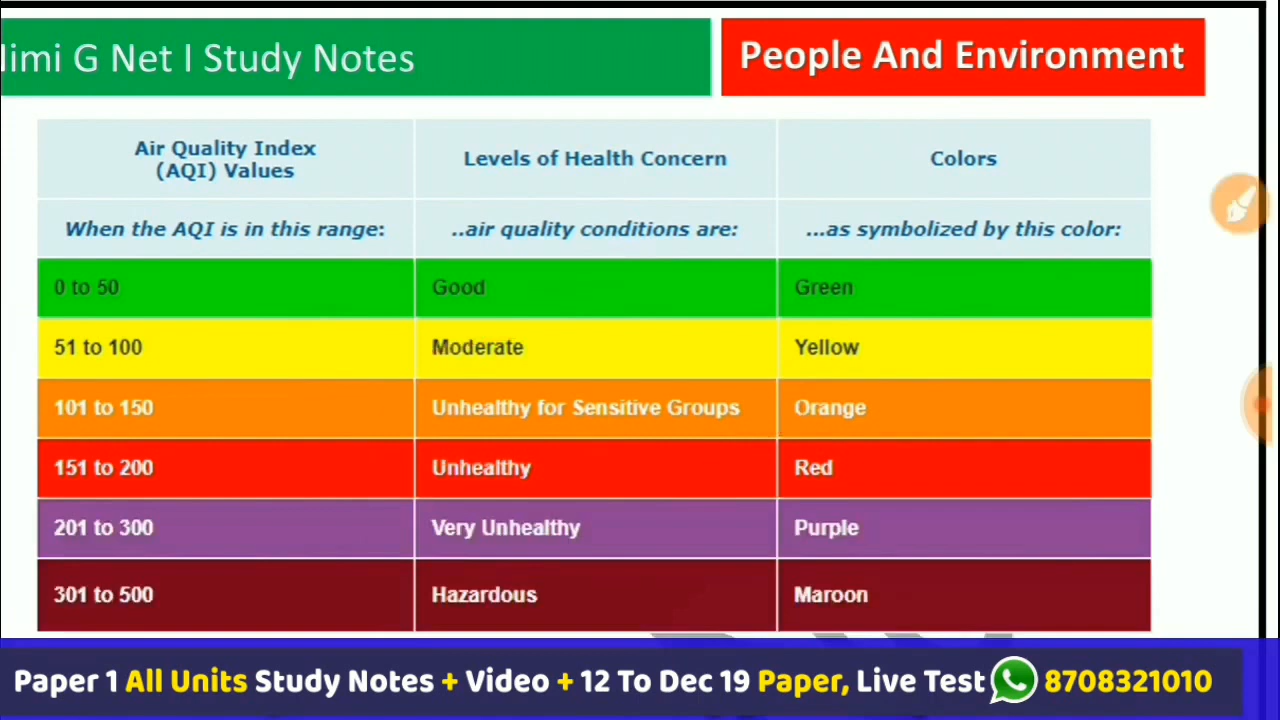 G Net I Study Notes
People And Environment
Air Quality Index
(AQI) Values
Levels of Health Concern
Colors
When the AQI is in this range:
..air quality conditions are:
...as symbolized by this color:
0 to 50
Good
Green
51 to 100
Moderate
Yellow
101 to 150
Unhealthy for Sensitive Groups
Orange
151 to 200
Unhealthy
Red
201 to 300
Very Unhealthy
Purple
301 to 500
Hazardous
Maroon
Paper 1 All Units Study Notes + Video + 12 To Dec 19 Paper, Live Test 8708321010